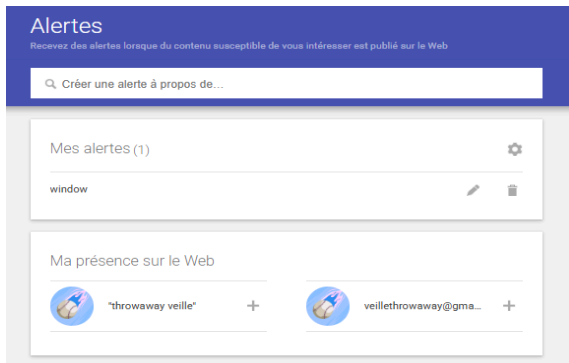 Alertes
Recevez des alertes lorsque du contenu susceptible de vous intéresser est publié sur le Web
Créer une alerte à propos de...
Mes alertes (1)
window
Ma présence sur le Web
"throwaway veille"
veillethrowaway@gma...